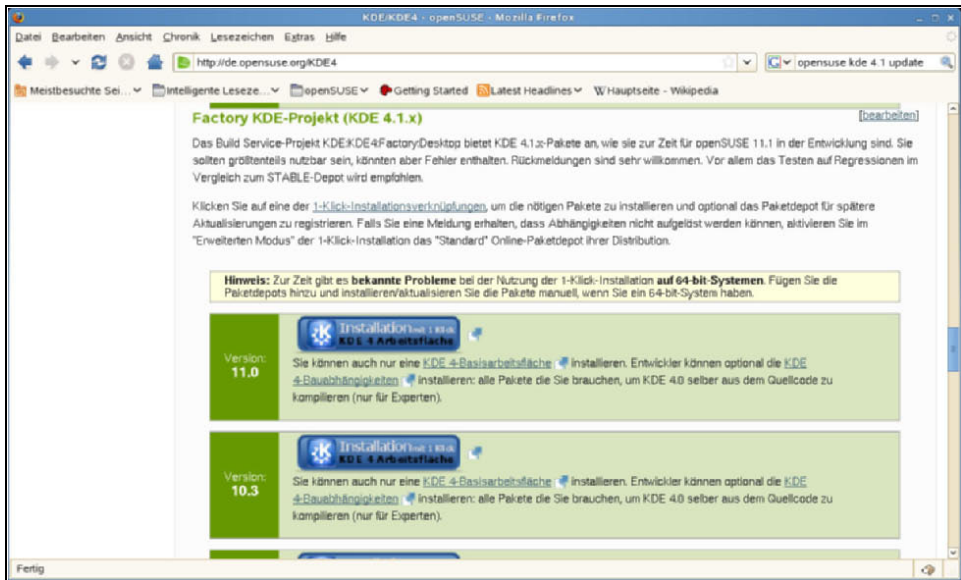 KDE/KDE4 - openSUSE - Mozilla Firefox
Datei Bearbeiten Ansicht Chronik Lesezeichen Extras Hilfe
http://de.opensuse.org/KDE4
opensuse kde 4.1 update
Meistbesuchte Sei... Intelligente Leseze... openSUSE Getting Started Latest Headlines Hauptseite - Wikipedia
Factory KDE-Projekt (KDE 4.1.x) [bearbeiten]
Das Build Service-Projekt KDE:KDE4:Factory:Desktop bietet KDE 4.1.x-Pakete an, wie sie zur Zeit für openSUSE 11.1 in der Entwicklung sind. Sie
sollten größtenteils nutzbar sein, könnten aber Fehler enthalten. Rückmeldungen sind sehr willkommen. Vor allem das Testen auf Regressionen im
Vergleich zum STABLE-Depot wird empfohlen.
Klicken Sie auf eine der 1-Klick-Installationsverknüpfungen, um die nötigen Pakete zu installieren und optional das Paketdepot für spätere
Aktualisierungen zu registrieren. Falls Sie eine Meldung erhalten, dass Abhängigkeiten nicht aufgelöst werden können, aktivieren Sie im
"Erweiterten Modus" der 1-Klick-Installation das "Standard" Online-Paketdepot ihrer Distribution.
Hinweis: Zur Zeit gibt es bekannte Probleme bei der Nutzung der 1-Klick-Installation auf 64-bit-Systemen. Fügen Sie die
Paketdepots hinzu und installieren/aktualisieren Sie die Pakete manuell, wenn Sie ein 64-bit-System haben.
Version:
11.0
Installation mit 1 Klick
KDE 4 Arbeitsfläche
Sie können auch nur eine KDE 4-Basisarbeitsfläche installieren. Entwickler können optional die KDE
4-Bauabhängigkeiten installieren: alle Pakete die Sie brauchen, um KDE 4.0 selber aus dem Quellcode zu
kompilieren (nur für Experten).
Version:
10.3
Installation mit 1 Klick
KDE 4 Arbeitsfläche
Sie können auch nur eine KDE 4-Basisarbeitsfläche installieren. Entwickler können optional die KDE
4-Bauabhängigkeiten installieren: alle Pakete die Sie brauchen, um KDE 4.0 selber aus dem Quellcode zu
kompilieren (nur für Experten).
Fertig